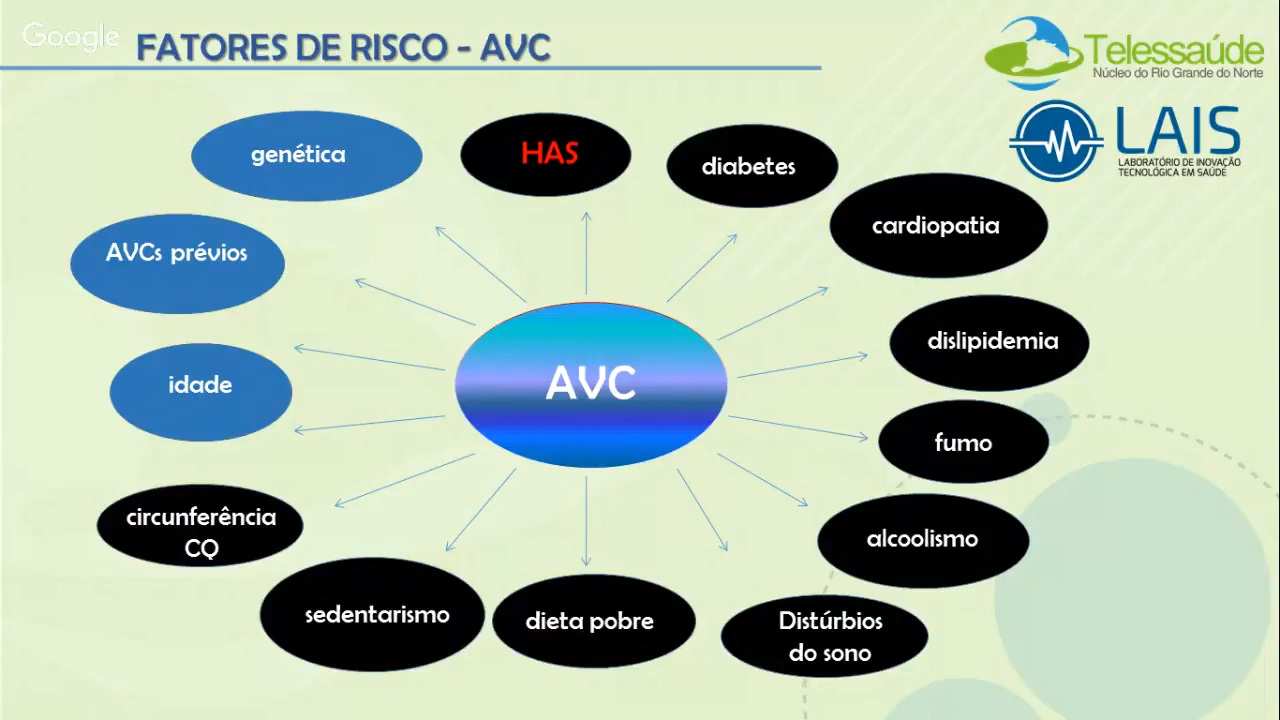 Google
FATORES DE RISCO - AVC
Telessaúde
Núcleo do Rio Grande do Norte
LAIS
LABORATÓRIO DE INOVAÇÃO
TECNOLÓGICA EM SAÚDE
genética
HAS
diabetes
cardiopatia
AVCs prévios
dislipidemia
idade
AVC
fumo
circunferência
CQ
alcoolismo
sedentarismo
dieta pobre
Distúrbios
do sono